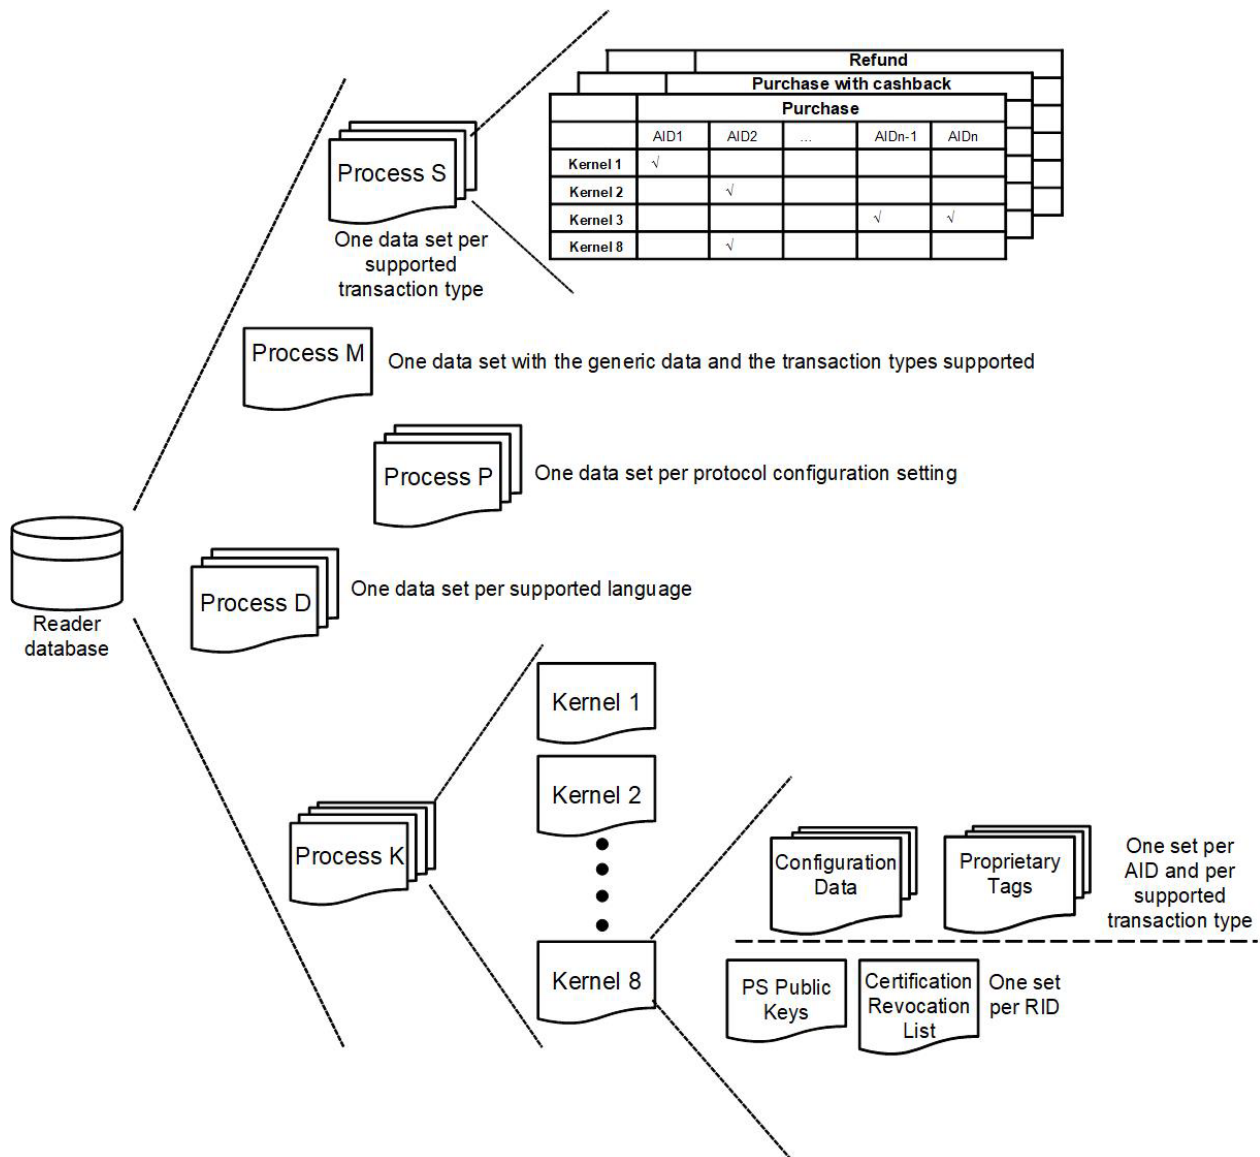 Refund
Purchase with cashback
Purchase
AID1 AID2 ... AIDn-1 AIDn
Kernel 1 √
Kernel 2 √
Kernel 3 √ √
Kernel 8 √
Process S
One data set per
supported
transaction type
Process M
One data set with the generic data and the transaction types supported
Process P
One data set per protocol configuration setting
Process D
One data set per supported language
Reader
database
Process K
Kernel 1
Kernel 2
Kernel 8
Configuration
Data
Proprietary
Tags
One set per
AID and per
supported
transaction type
PS Public
Keys
Certification
Revocation
List
One set
per RID